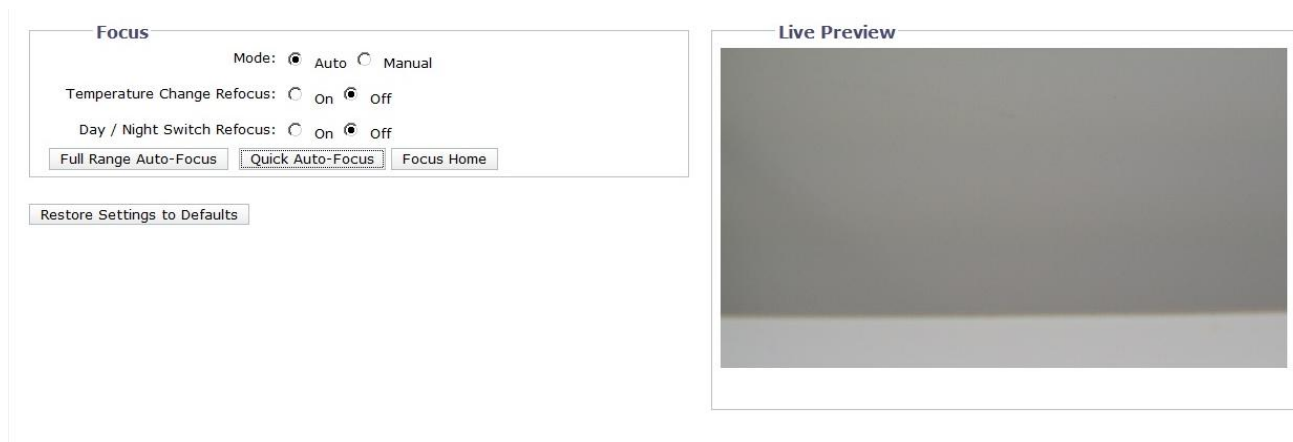 Focus
Mode: Auto Manual
Temperature Change Refocus: On Off
Day / Night Switch Refocus: On Off
Full Range Auto-Focus Quick Auto-Focus Focus Home
Restore Settings to Defaults
Live Preview